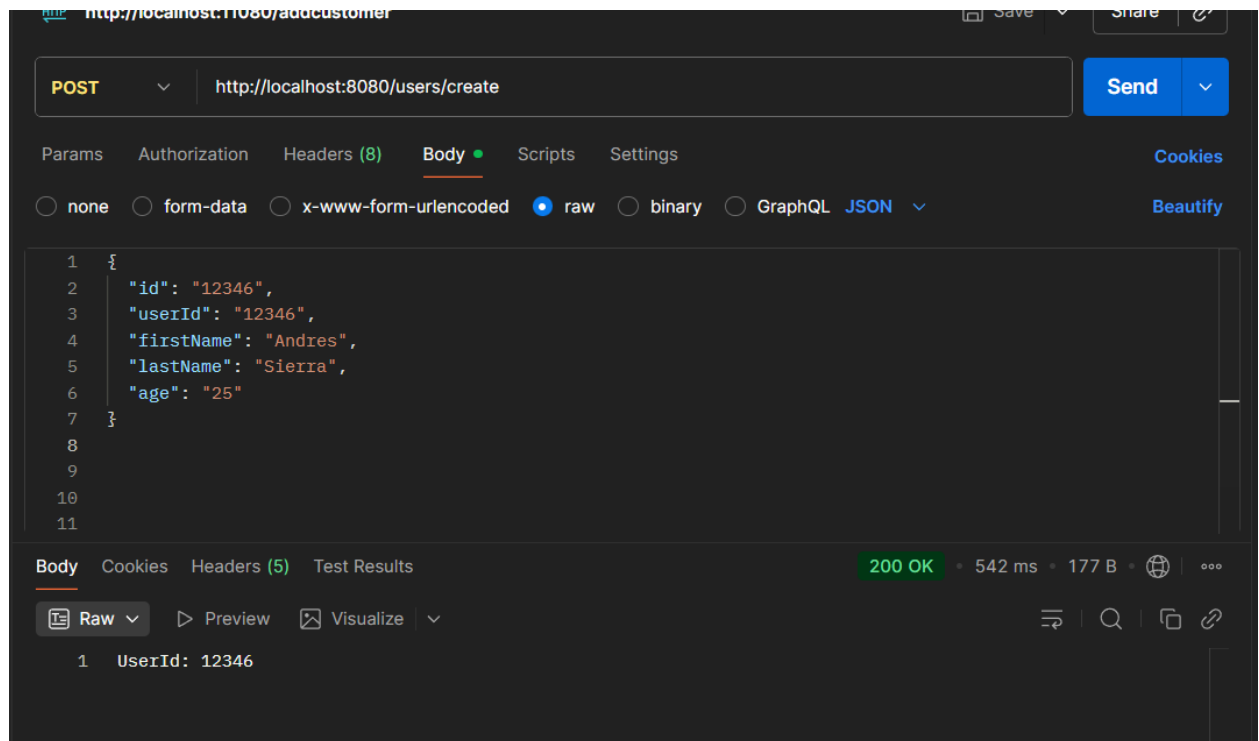 HTTP http://localhost:11080/addcustomer Save Share
POST http://localhost:8080/users/create Send
Params Authorization Headers (8) Body Scripts Settings Cookies
none form-data x-www-form-urlencoded raw binary GraphQL JSON Beautify
1 {
2 "id": "12346",
3 "userId": "12346",
4 "firstName": "Andres",
5 "lastName": "Sierra",
6 "age": "25"
7 }
8
9
10
11
Body Cookies Headers (5) Test Results 200 OK • 542 ms • 177 B •
Raw Preview Visualize
1 UserId: 12346